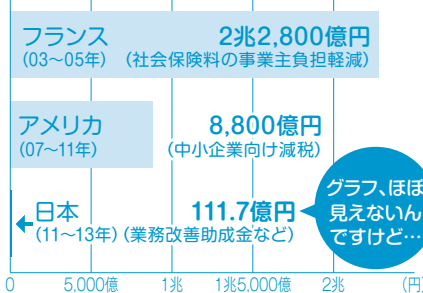 フランス 2兆2,800億円
(03〜05年) (社会保険料の事業主負担軽減)
アメリカ 8,800億円
(07〜11年) (中小企業向け減税)
日本 111.7億円
(11〜13年) (業務改善助成金など)
グラフ、ほぼ
見えないん
ですけど…
0 5,000億 1兆 1兆5,000億 2兆 (円)